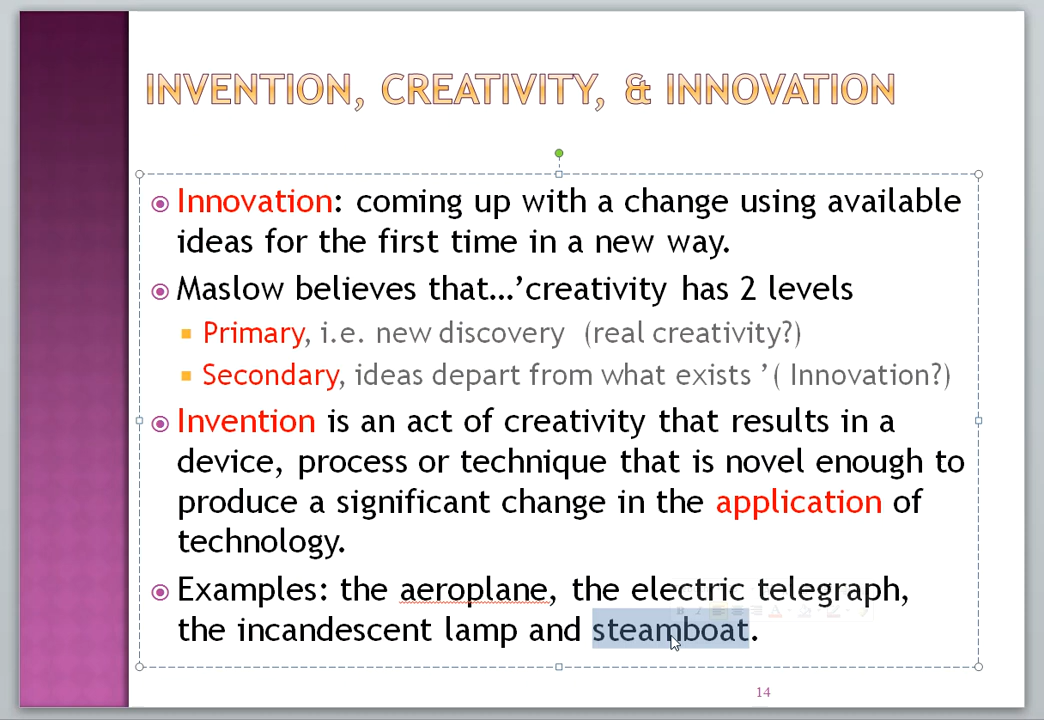 INVENTION, CREATIVITY, & INNOVATION
Innovation: coming up with a change using available
ideas for the first time in a new way.
Maslow believes that…’creativity has 2 levels
Primary, i.e. new discovery (real creativity?)
Secondary, ideas depart from what exists ’( Innovation?)
Invention is an act of creativity that results in a
device, process or technique that is novel enough to
produce a significant change in the application of
technology.
Examples: the aeroplane, the electric telegraph,
the incandescent lamp and steamboat.
14